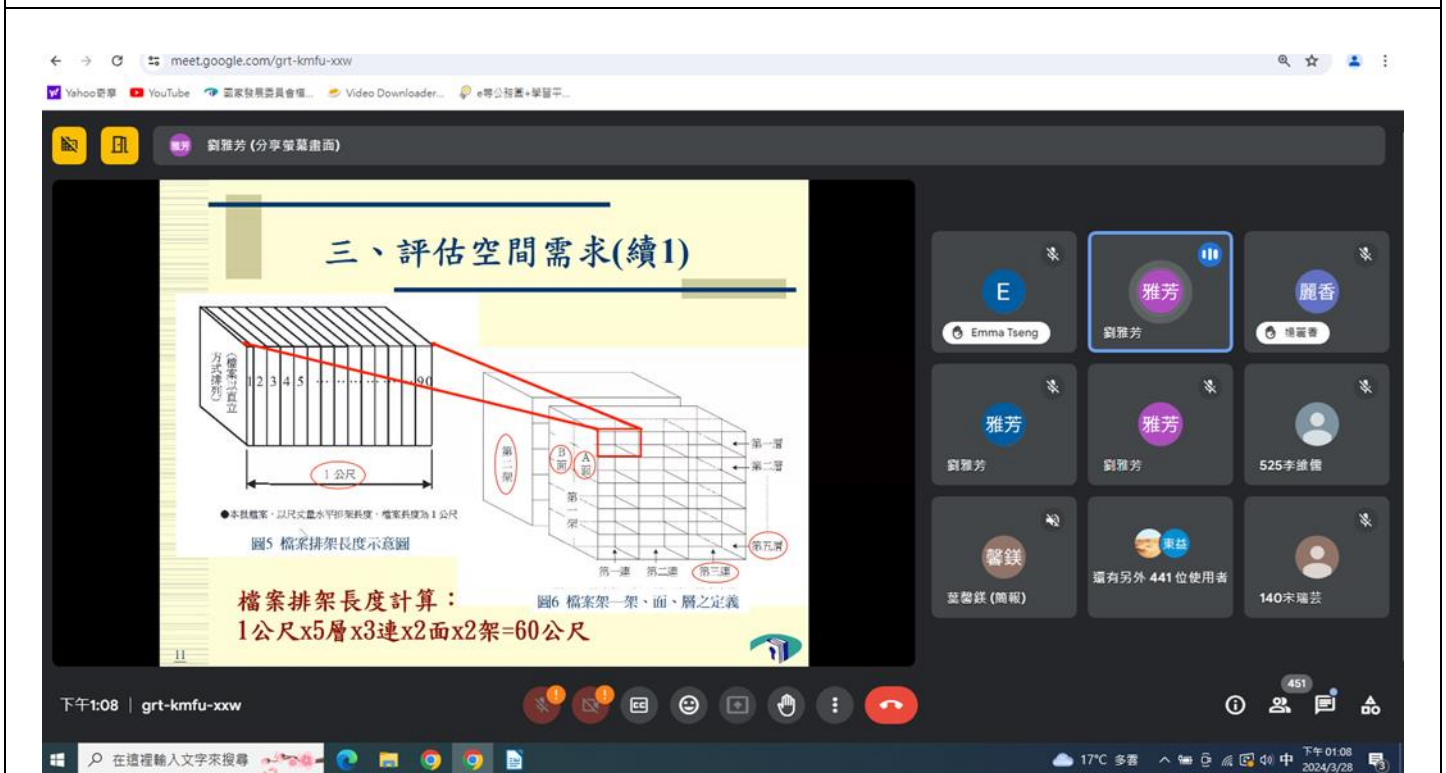 meet.google.com/grt-kmfu-xxw
Yahoo奇摩
YouTube
國家發展委員會檔...
Video Downloader...
e等公務園+學習平...
雅芳
劉雅芳 (分享螢幕畫面)
三、評估空間需求(續1)
(檔案以直立
方式排列)
1 2 3 4 5 ⋯⋯⋯⋯⋯ 90
1 公尺
●本批檔案，以尺丈量水平排架長度，檔案長度為 1 公尺
圖5 檔案排架長度示意圖
第二架
B面
A面
第一架
第一層
第二層
第五層
第一連
第二連
第三連
圖6 檔案架—架、面、層之定義
檔案排架長度計算：
1公尺x5層x3連x2面x2架=60公尺
11
E
Emma Tseng
雅芳
劉雅芳
麗香
雅芳
劉雅芳
雅芳
劉雅芳
525李維儒
馨鎂
葉馨鎂 (簡報)
東益
還有另外 441 位使用者
140宋瑞芸
下午1:08 | grt-kmfu-xxw
451
在這裡輸入文字來搜尋
17°C 多雲
中
下午 01:08
2024/3/28
3